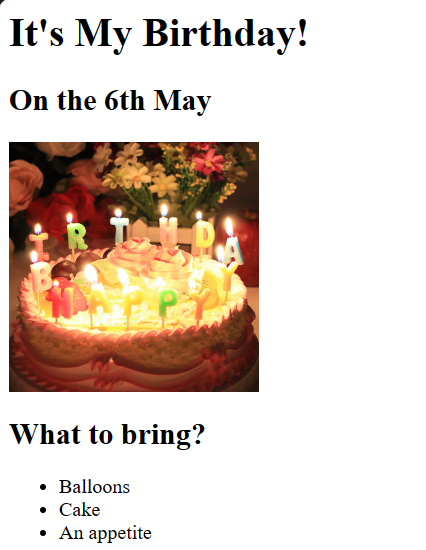 It's My Birthday!
On the 6th May
IRTHDA
B Y
HAPPY
What to bring?
Balloons
Cake
An appetite